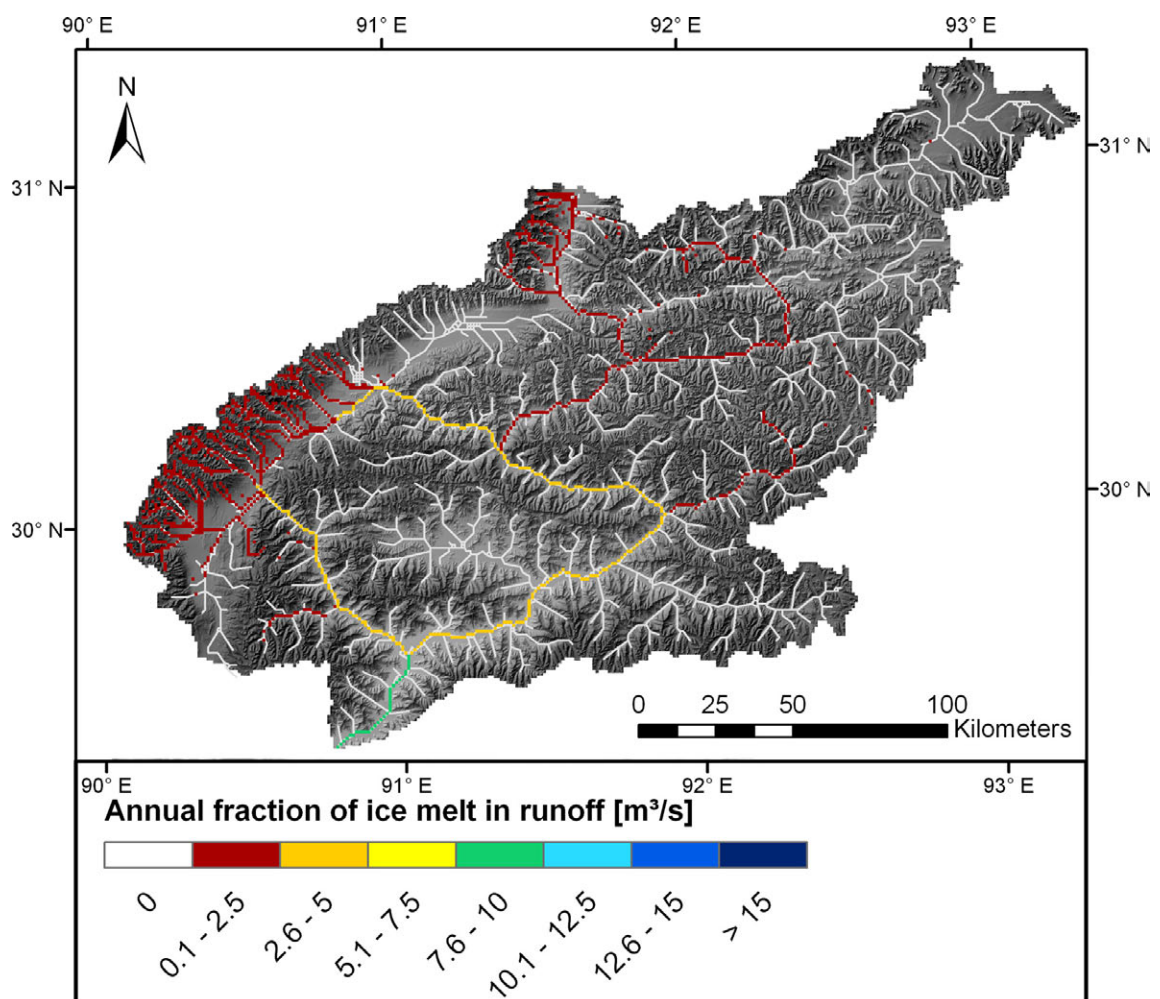 90° E 91° E 92° E 93° E
N
31° N
31° N
30° N
30° N
0 25 50 100
Kilometers
90° E 91° E 92° E 93° E
Annual fraction of ice melt in runoff [m³/s]
0 0.1 - 2.5 2.6 - 5 5.1 - 7.5 7.6 - 10 10.1 - 12.5 12.6 - 15 > 15